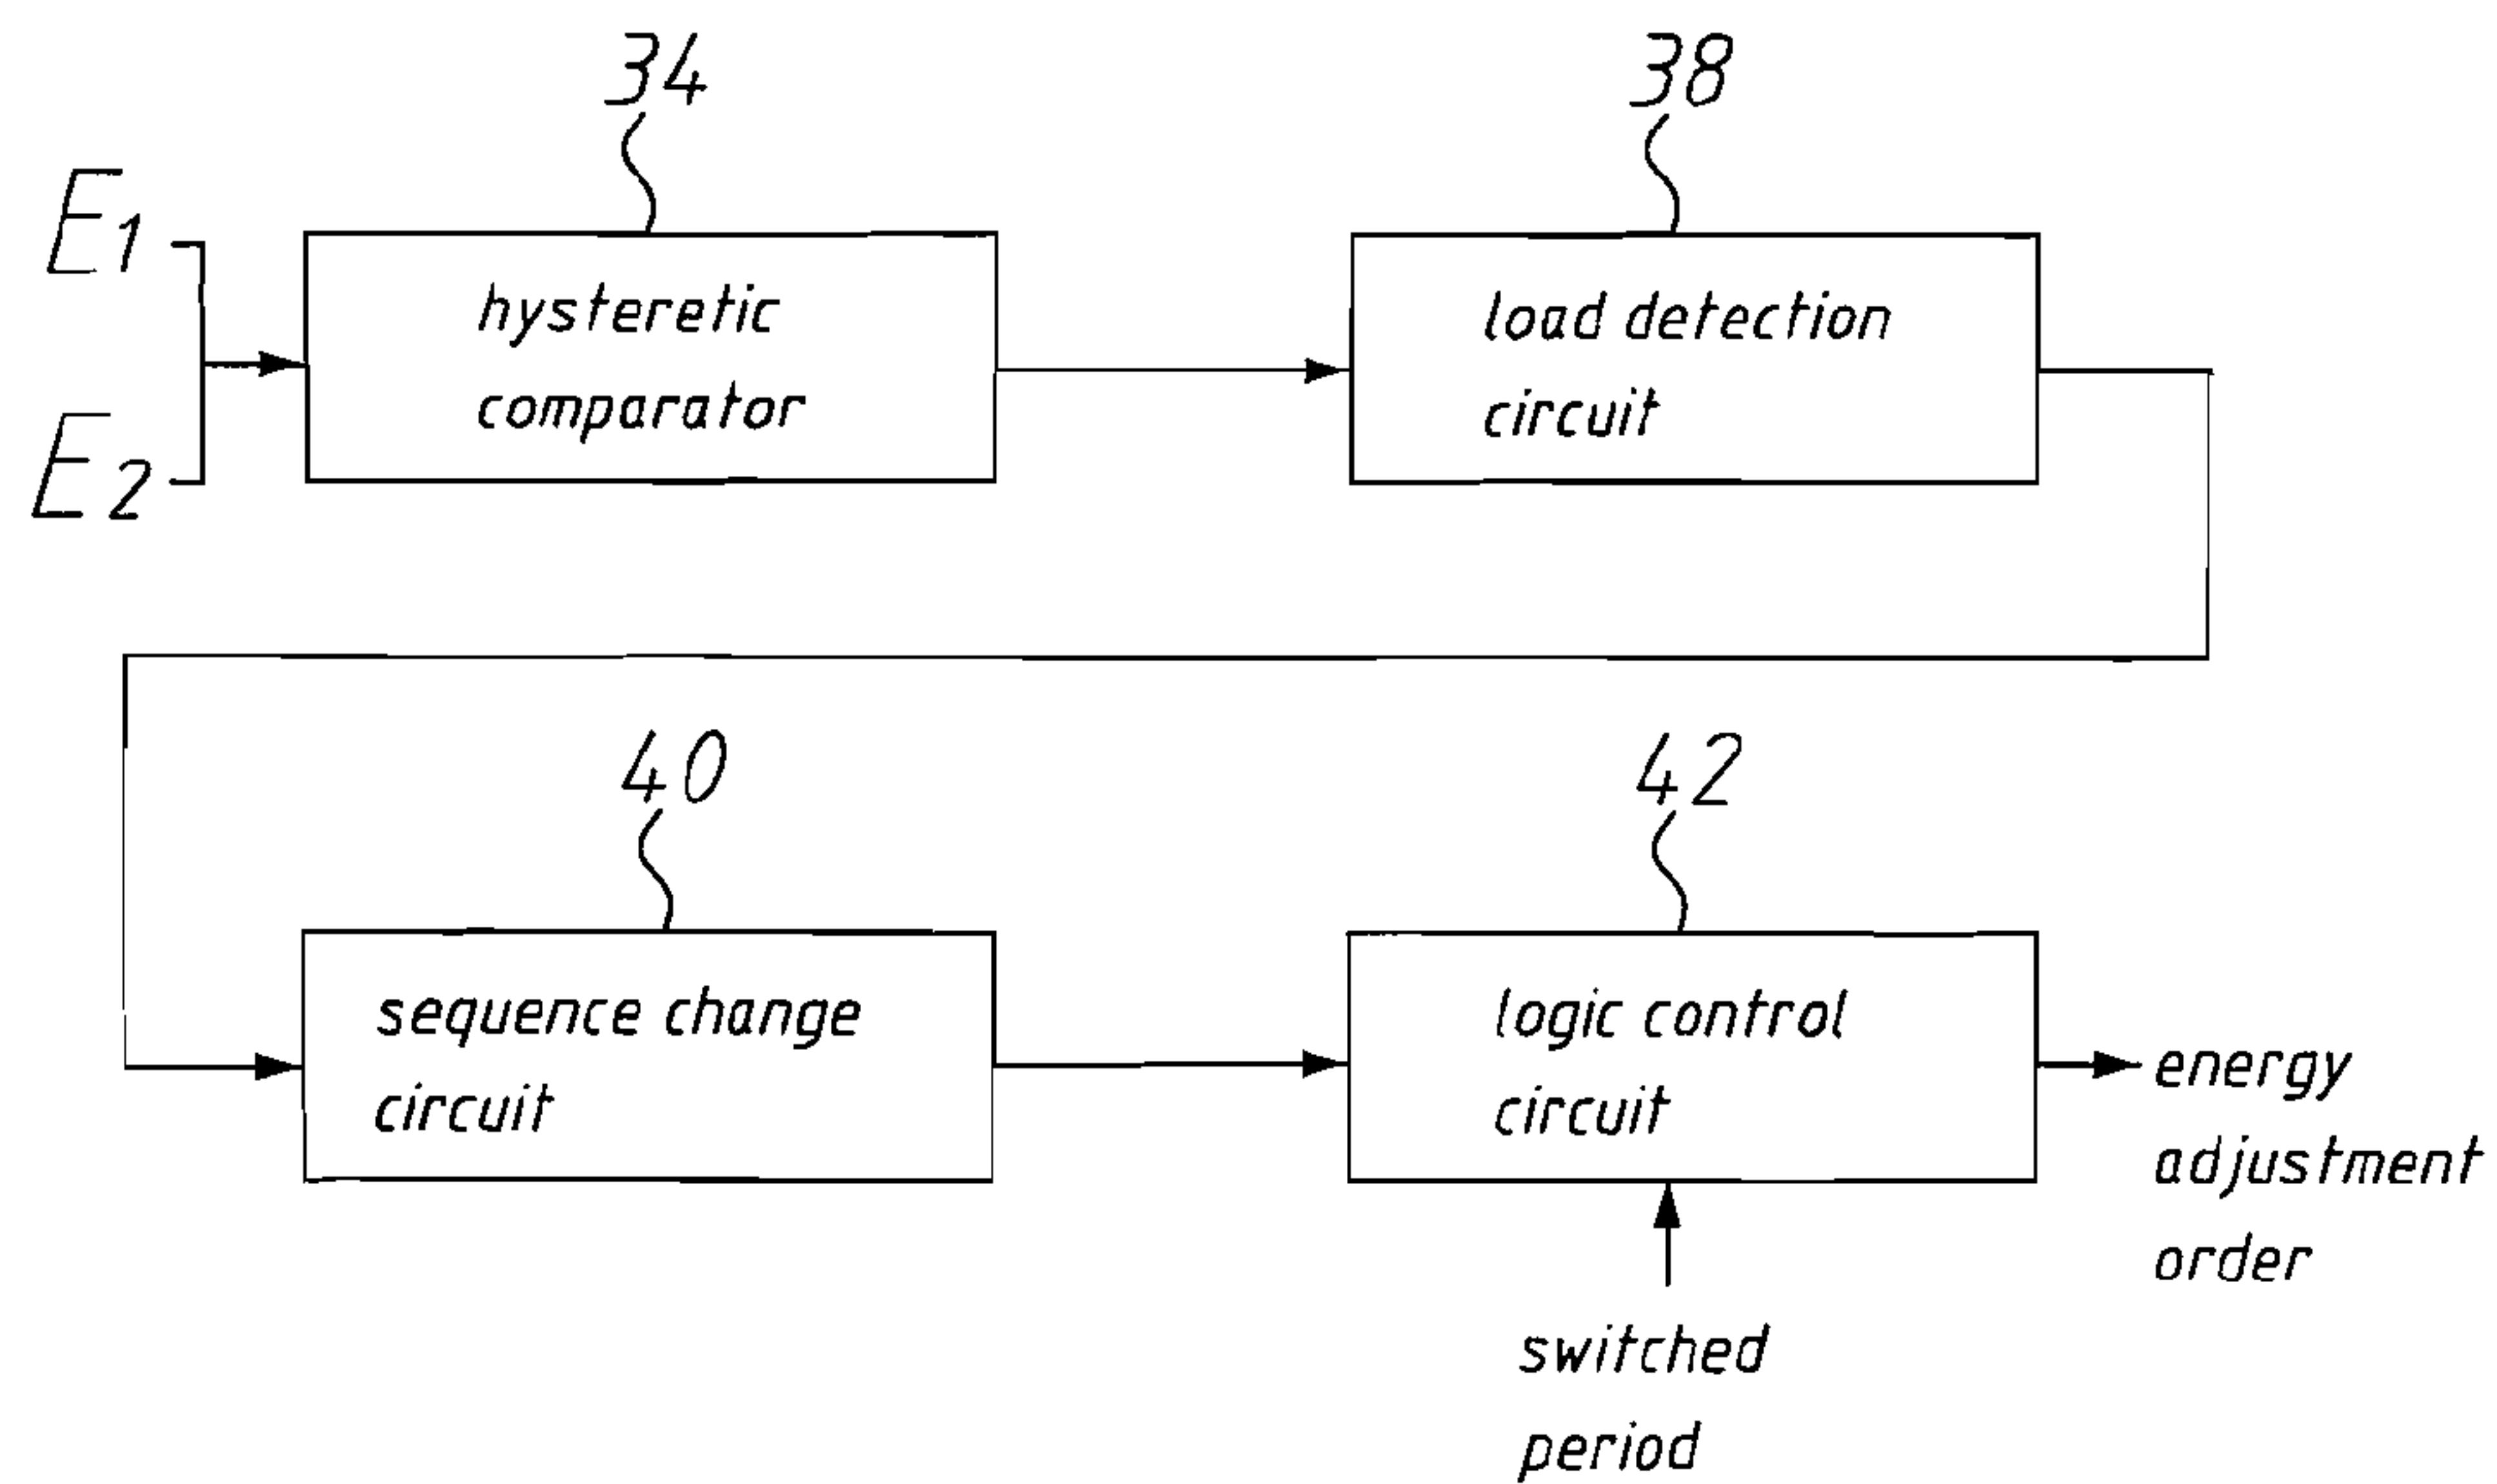 34
38
E1
E2
hysteretic
comparator
load detection
circuit
40
42
sequence change
circuit
logic control
circuit
energy
adjustment
order
switched
period